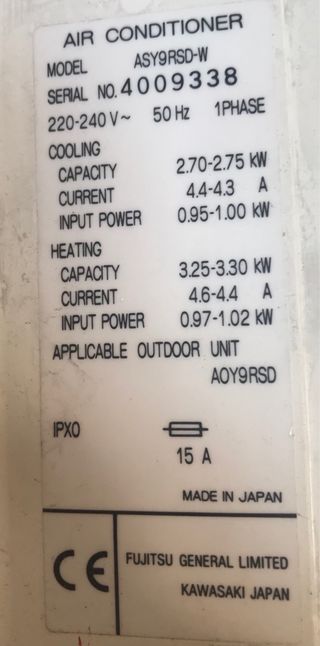 AIR CONDITIONER
MODEL ASY9RSD-W
SERIAL NO. 4009338
220-240 V~ 50 Hz 1PHASE
COOLING
CAPACITY 2.70-2.75 kW
CURRENT 4.4-4.3 A
INPUT POWER 0.95-1.00 kW
HEATING
CAPACITY 3.25-3.30 kW
CURRENT 4.6-4.4 A
INPUT POWER 0.97-1.02 kW
APPLICABLE OUTDOOR UNIT
AOY9RSD
IPX0
15 A
MADE IN JAPAN
CE
FUJITSU GENERAL LIMITED
KAWASAKI JAPAN